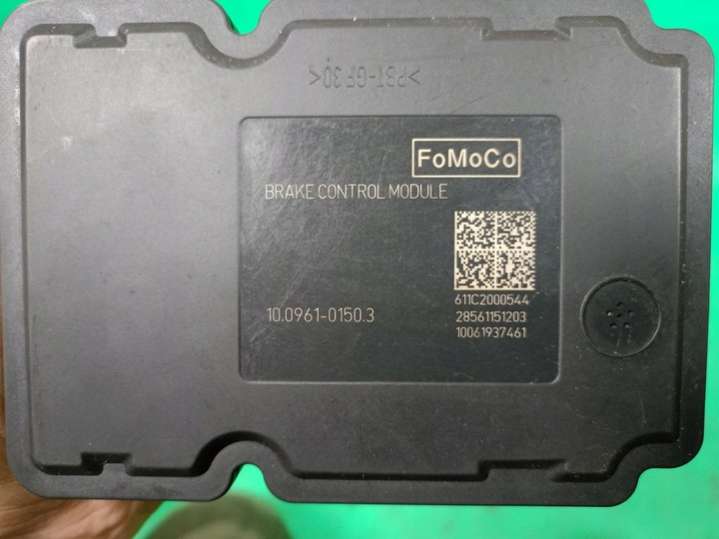 >PBT-GF30<
FoMoCo
BRAKE CONTROL MODULE
611C2000544
10.0961-0150.3
28561151203
10061937461